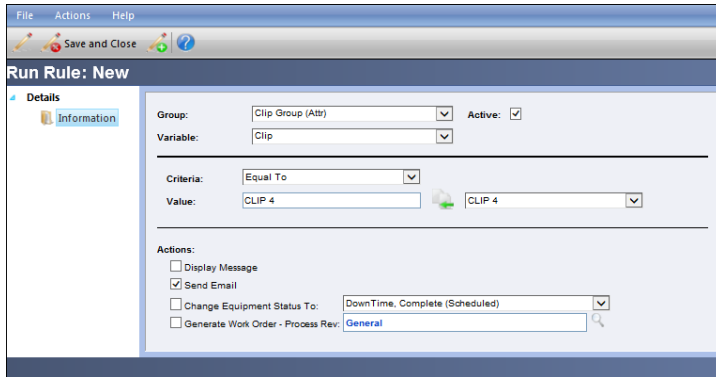 File Actions Help
Save and Close
Run Rule: New
Details
Information
Group: Clip Group (Attr) Active:
Variable: Clip
Criteria: Equal To
Value: CLIP 4 CLIP 4
Actions:
Display Message
Send Email
Change Equipment Status To: DownTime, Complete (Scheduled)
Generate Work Order - Process Rev: General